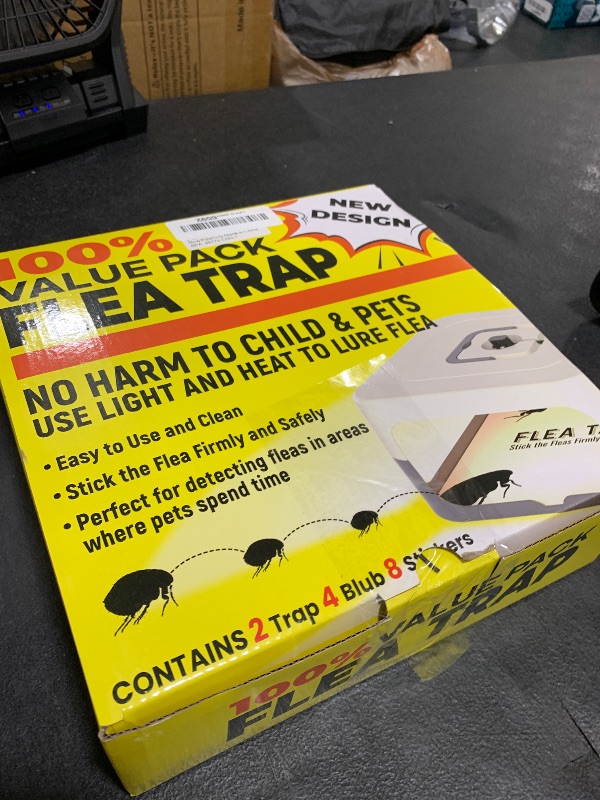 100%
VALUE PACK
FLEA TRAP
NEW
DESIGN
NO HARM TO CHILD & PETS
USE LIGHT AND HEAT TO LURE FLEA
• Easy to Use and Clean
• Stick the Flea Firmly and Safely
• Perfect for detecting fleas in areas
where pets spend time
FLEA T
Stick the Fleas Firmly
CONTAINS 2 Trap 4 Blub 8 Stickers
100% VALUE PACK
FLEA TRAP